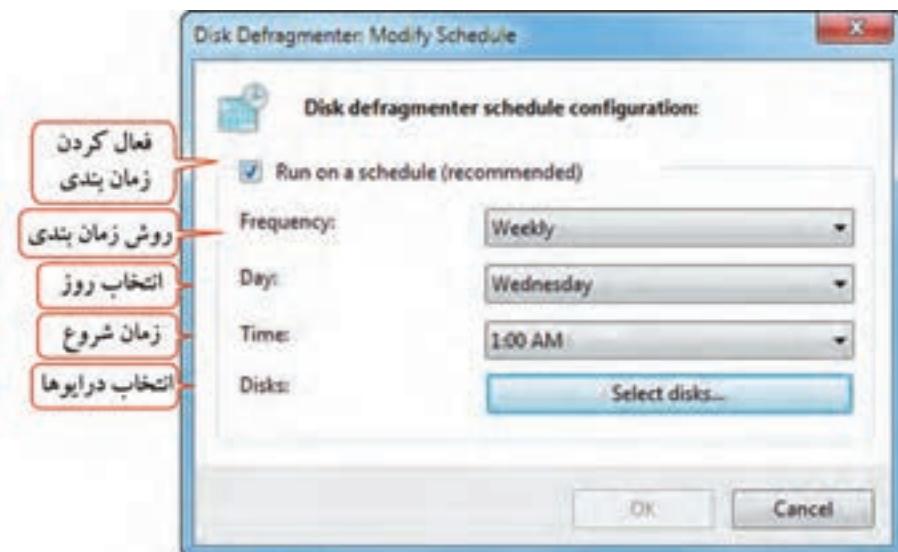 Disk Defragmenter: Modify Schedule
Disk defragmenter schedule configuration:
فعال کردن
زمان بندی
Run on a schedule (recommended)
روش زمان بندی
Frequency:
Weekly
انتخاب روز
Day:
Wednesday
زمان شروع
Time:
1:00 AM
انتخاب درایوها
Disks:
Select disks...
OK
Cancel